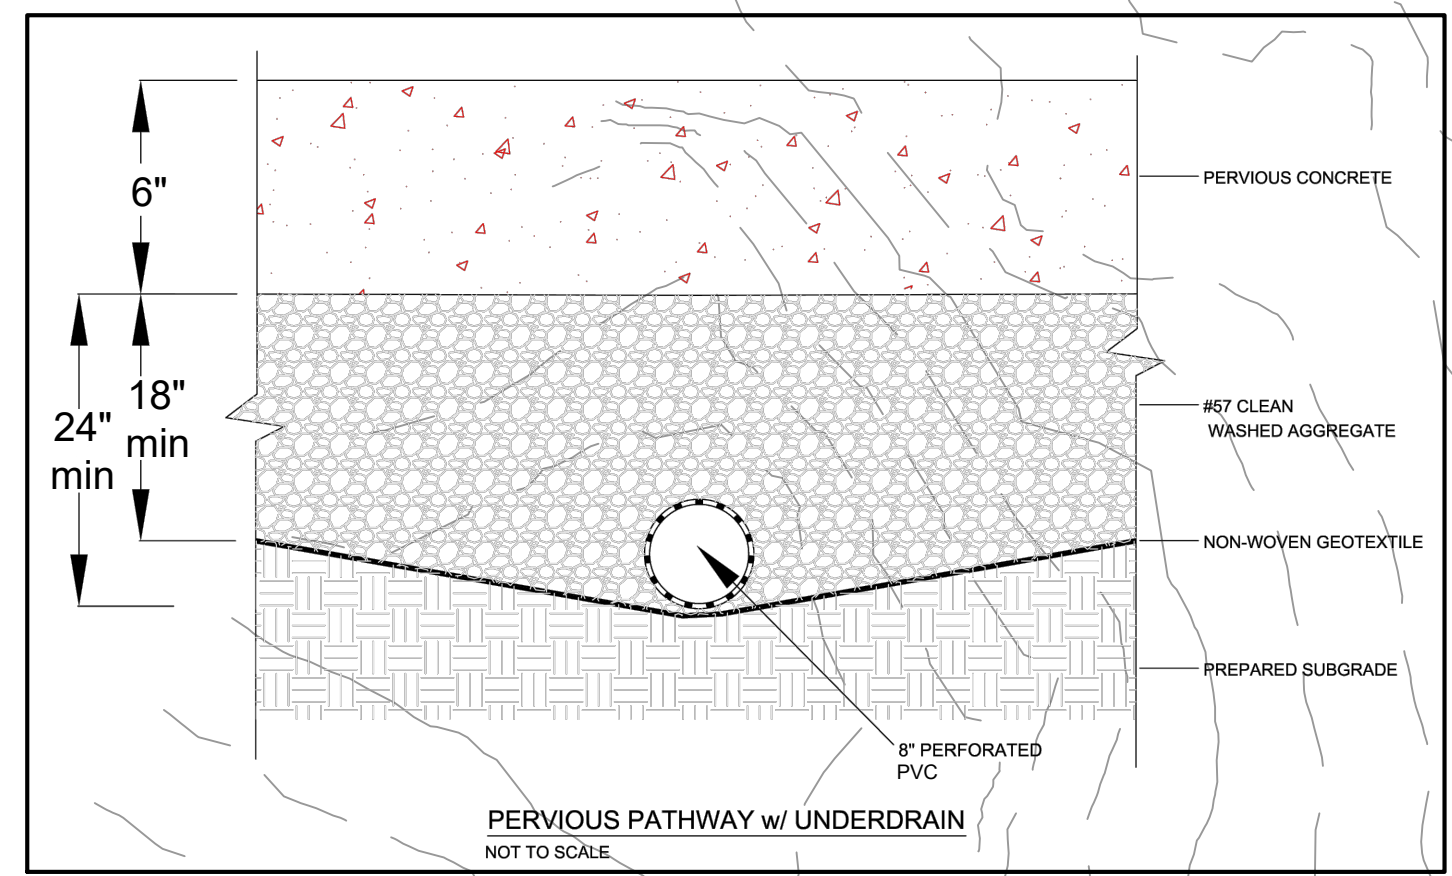 6"
PERVIOUS CONCRETE
18"
min
24"
min
#57 CLEAN
WASHED AGGREGATE
NON-WOVEN GEOTEXTILE
PREPARED SUBGRADE
8" PERFORATED
PVC
PERVIOUS PATHWAY w/ UNDERDRAIN
NOT TO SCALE